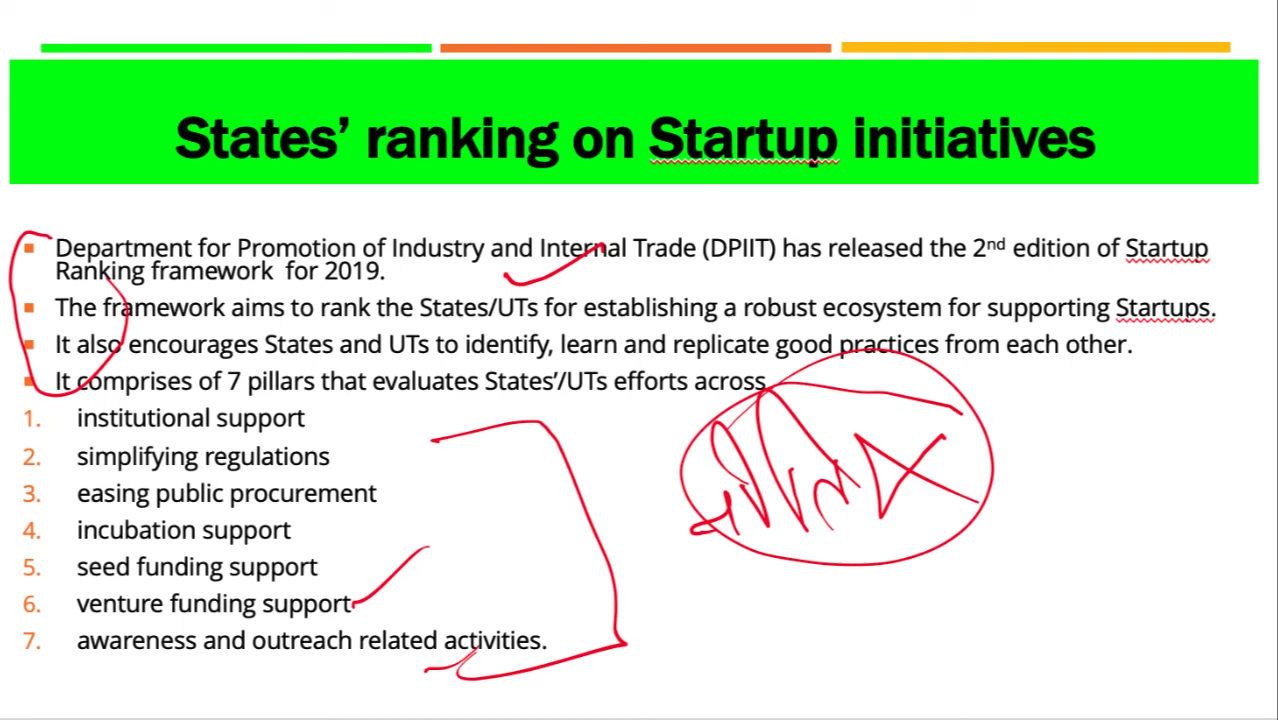 States' ranking on Startup initiatives
▪ Department for Promotion of Industry and Internal Trade (DPIIT) has released the 2nd edition of Startup
Ranking framework for 2019.
▪ The framework aims to rank the States/UTs for establishing a robust ecosystem for supporting Startups.
▪ It also encourages States and UTs to identify, learn and replicate good practices from each other.
▪ It comprises of 7 pillars that evaluates States'/UTs efforts across
1. institutional support
2. simplifying regulations
3. easing public procurement
4. incubation support
5. seed funding support
6. venture funding support
7. awareness and outreach related activities.